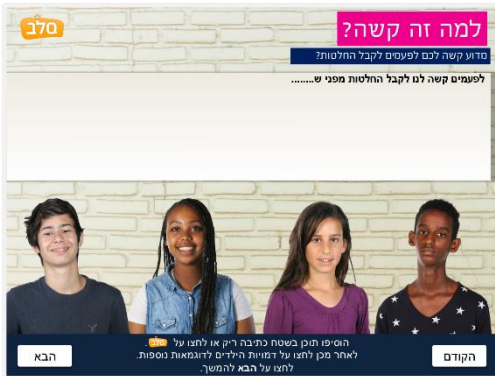 סלב
למה זה קשה?
מדוע קשה לכם לפעמים לקבל החלטות?
לפעמים קשה לנו לקבל החלטות מפני ש........
הוסיפו תוכן בשטח כתיבה ריק או לחצו על סלב.
לאחר מכן לחצו על דמויות הילדים לדוגמאות נוספות.
לחצו על הבא להמשך.
הקודם
הבא